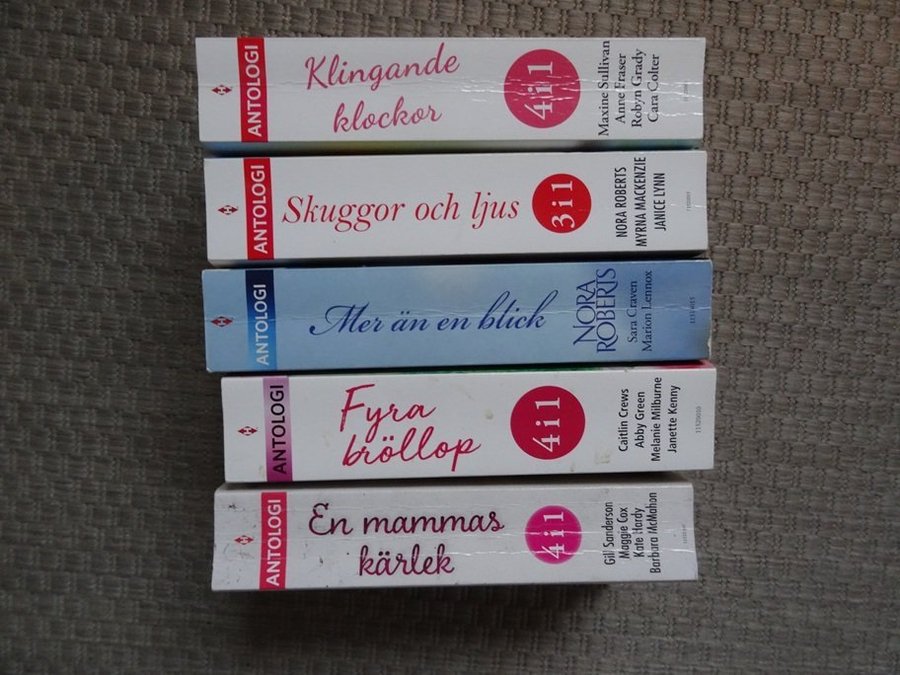 ANTOLOGI
Klingande
klockor
4 i 1
Maxine Sullivan
Anne Fraser
Robyn Grady
Cara Colter
ANTOLOGI
Skuggor och ljus
3 i 1
NORA ROBERTS
MYRNA MACKENZIE
JANICE LYNN
ANTOLOGI
Mer än en blick
NORA
ROBERTS
Sara Craven
Marion Lennox
ANTOLOGI
Fyra
bröllop
4 i 1
Caitlin Crews
Abby Green
Melanie Milburne
Janette Kenny
ANTOLOGI
En mammas
kärlek
4 i 1
Gill Sanderson
Maggie Cox
Kate Hardy
Barbara McMahon